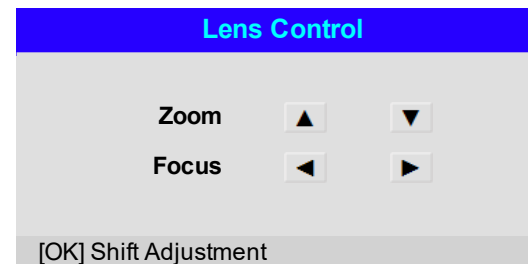 Lens Control
Zoom ▲ ▼
Focus ◄ ►
[OK] Shift Adjustment